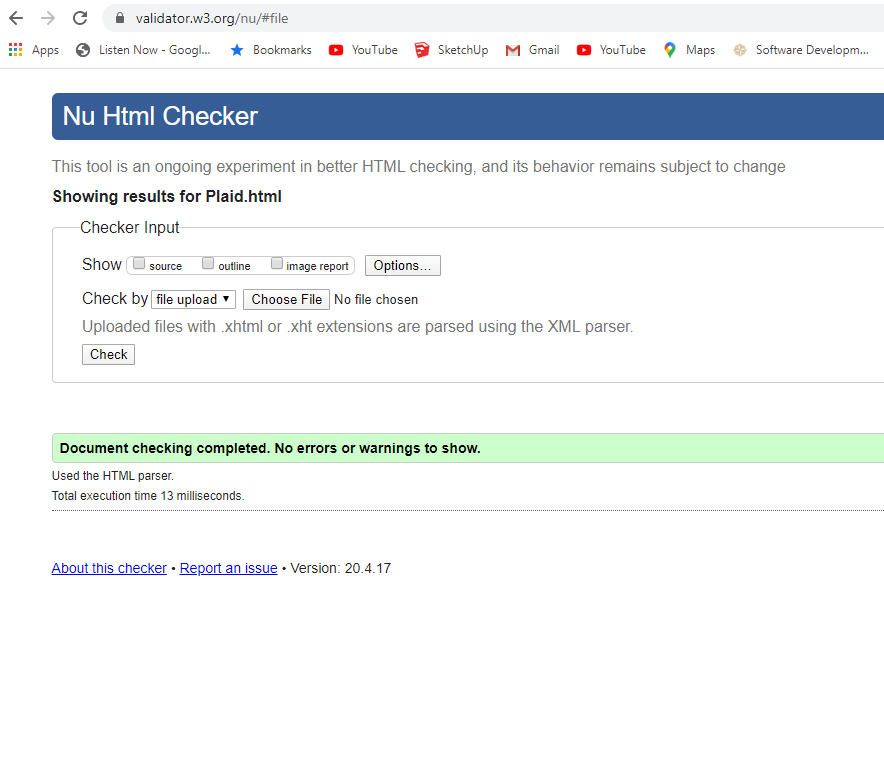 validator.w3.org/nu/#file
Apps Listen Now - Googl... Bookmarks YouTube SketchUp Gmail YouTube Maps Software Developm...
Nu Html Checker
This tool is an ongoing experiment in better HTML checking, and its behavior remains subject to change
Showing results for Plaid.html
Checker Input
Show source outline image report Options...
Check by file upload ▼ Choose File No file chosen
Uploaded files with .xhtml or .xht extensions are parsed using the XML parser.
Check
Document checking completed. No errors or warnings to show.
Used the HTML parser.
Total execution time 13 milliseconds.
About this checker • Report an issue • Version: 20.4.17